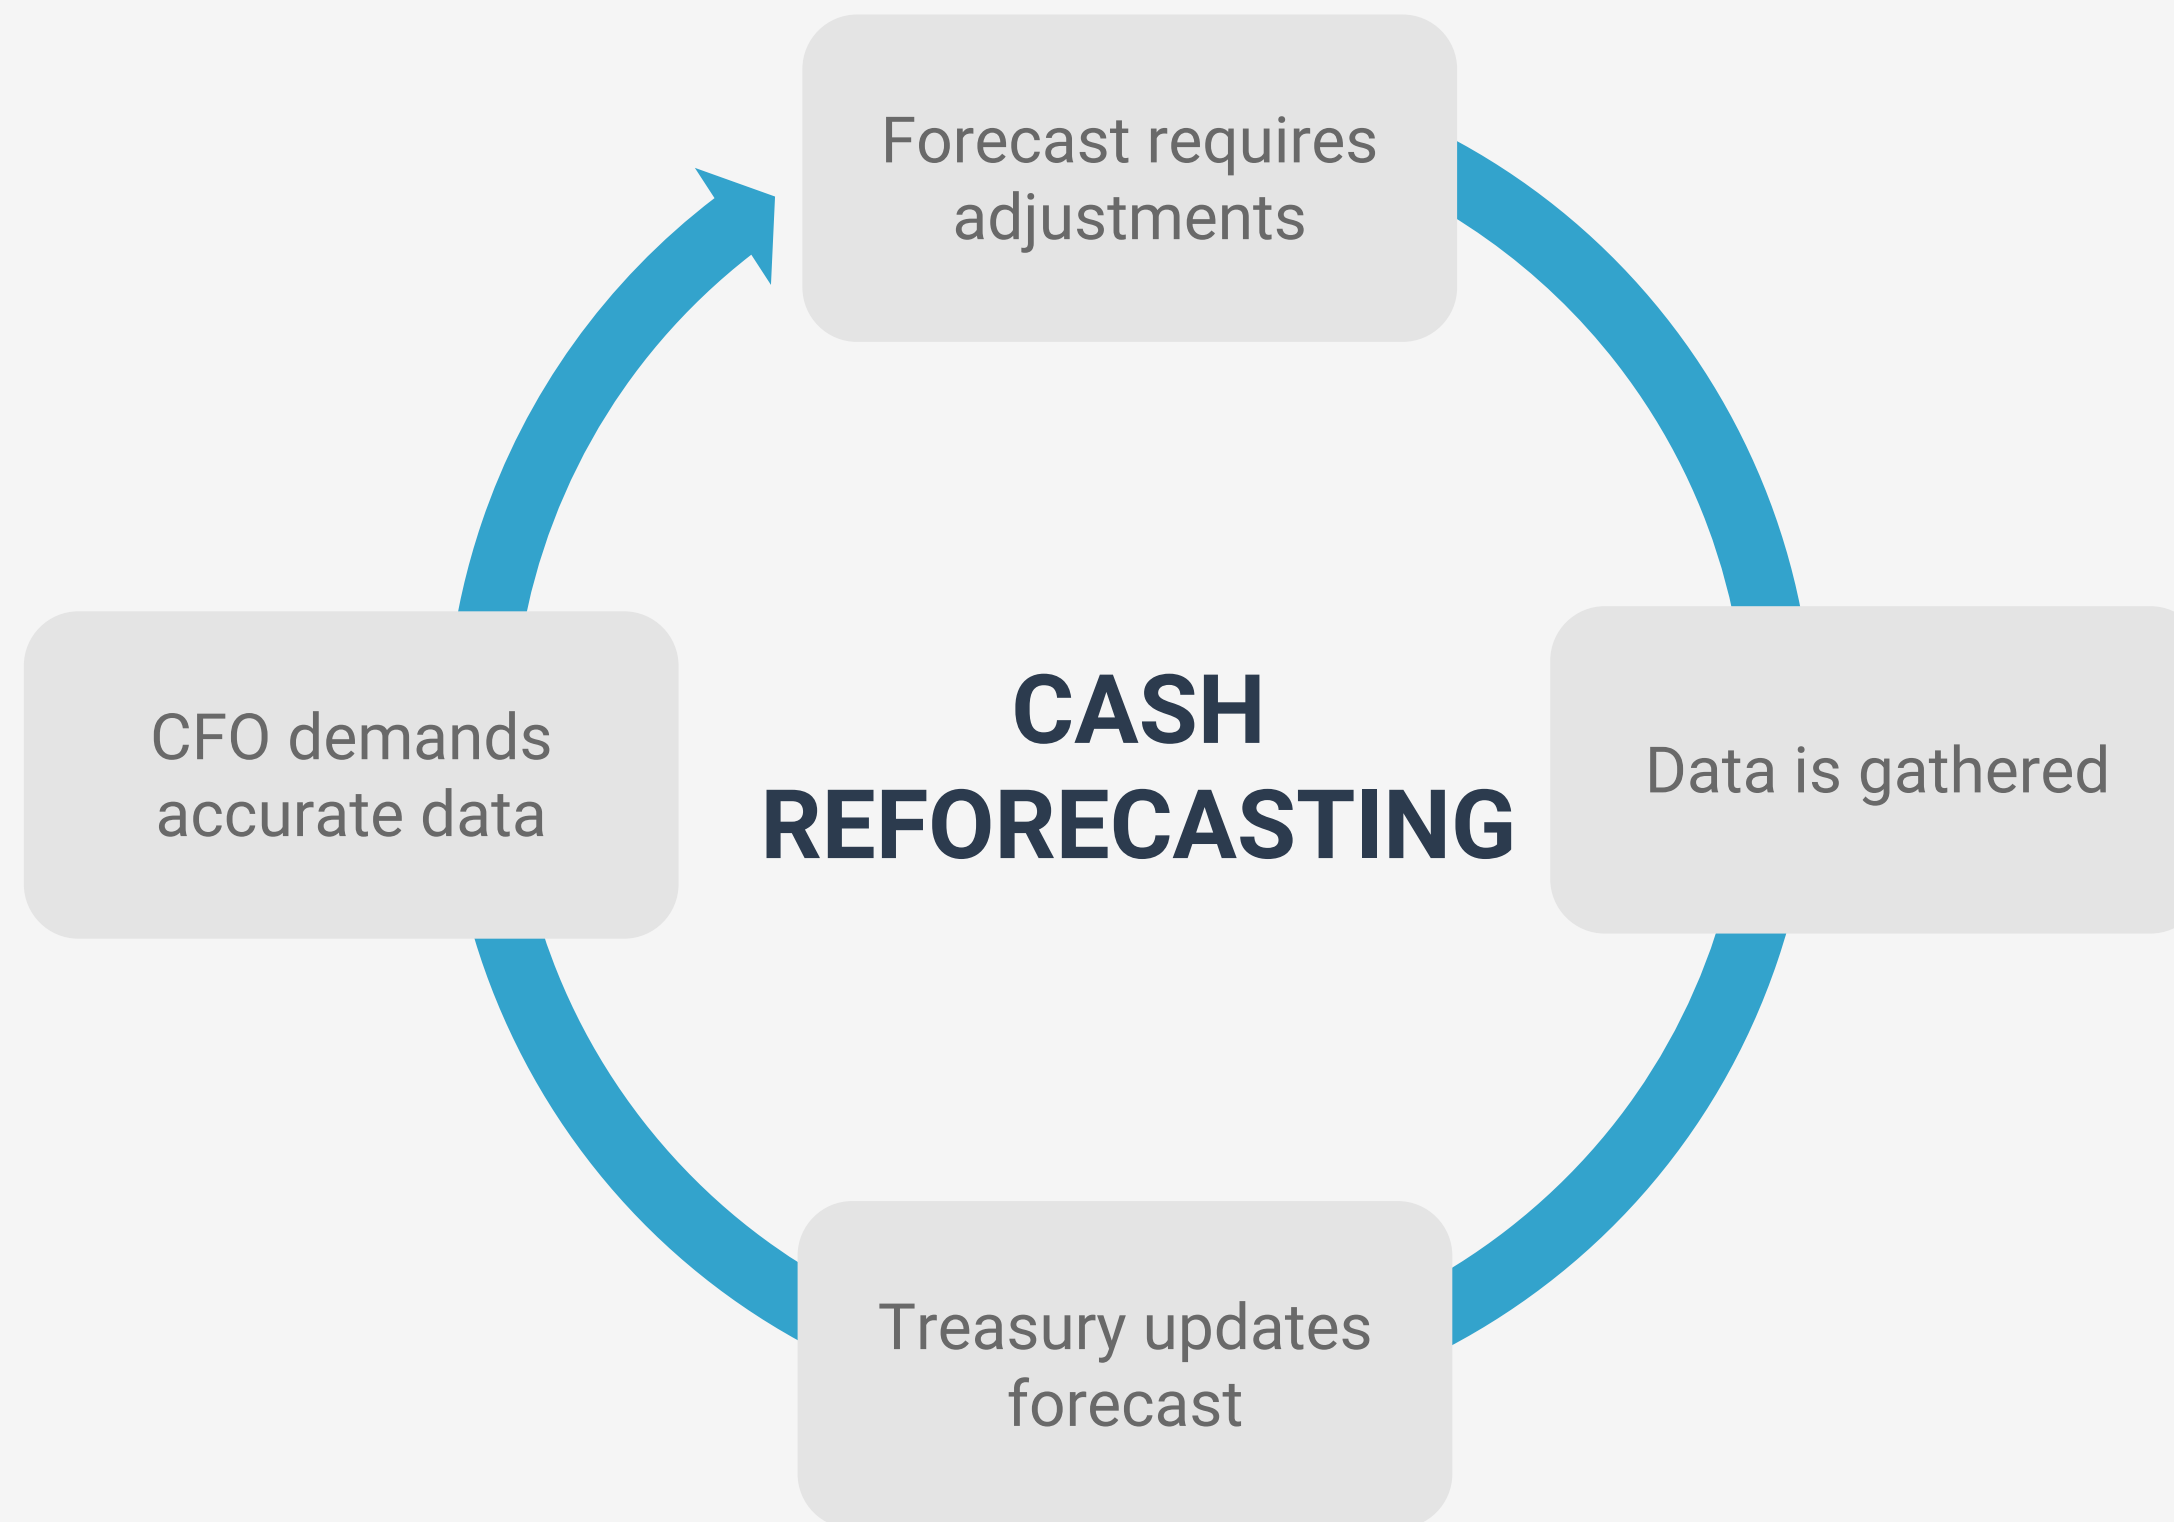 Forecast requires
adjustments
CFO demands
accurate data
CASH
REFORECASTING
Data is gathered
Treasury updates
forecast